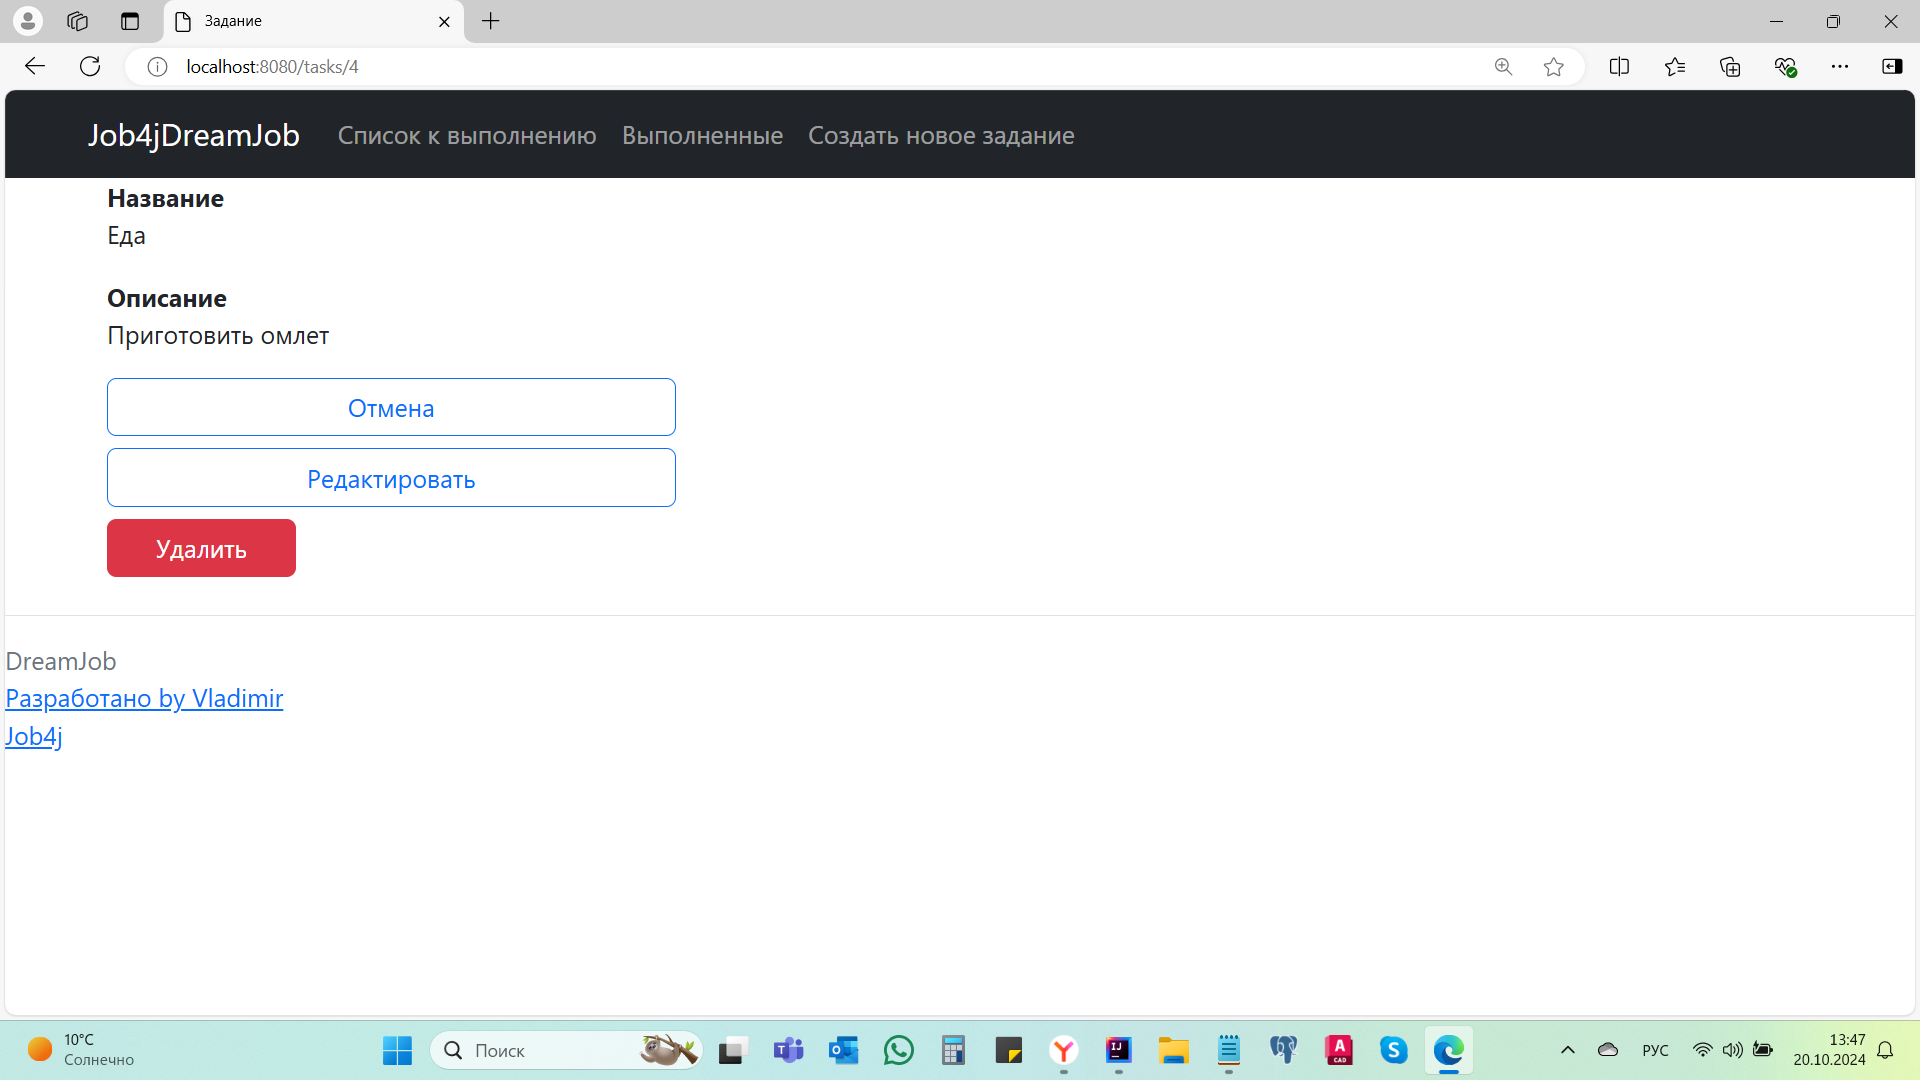 Задание
localhost:8080/tasks/4
Job4jDreamJob Список к выполнению Выполненные Создать новое задание
Название
Еда
Описание
Приготовить омлет
Отмена
Редактировать
Удалить
DreamJob
Разработано by Vladimir
Job4j
10°C
Солнечно
Поиск
РУС
13:47
20.10.2024